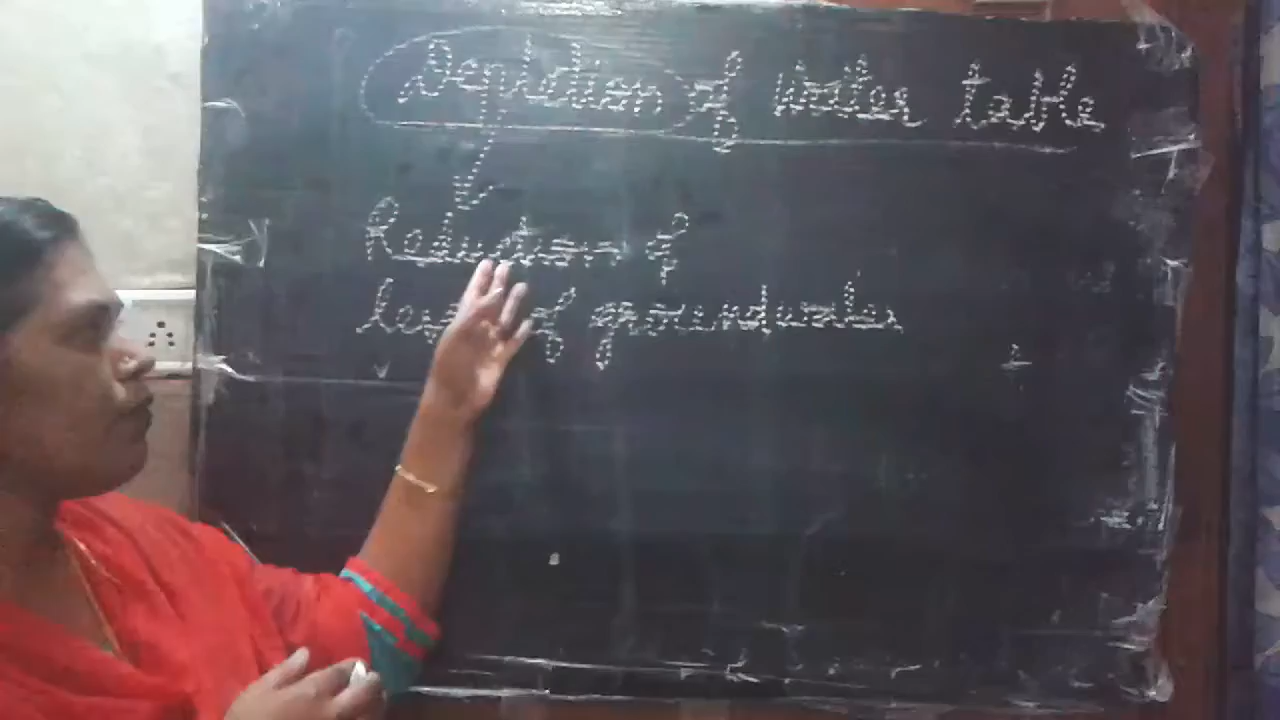 Depletion of Water table
Reduction of
level of groundwater